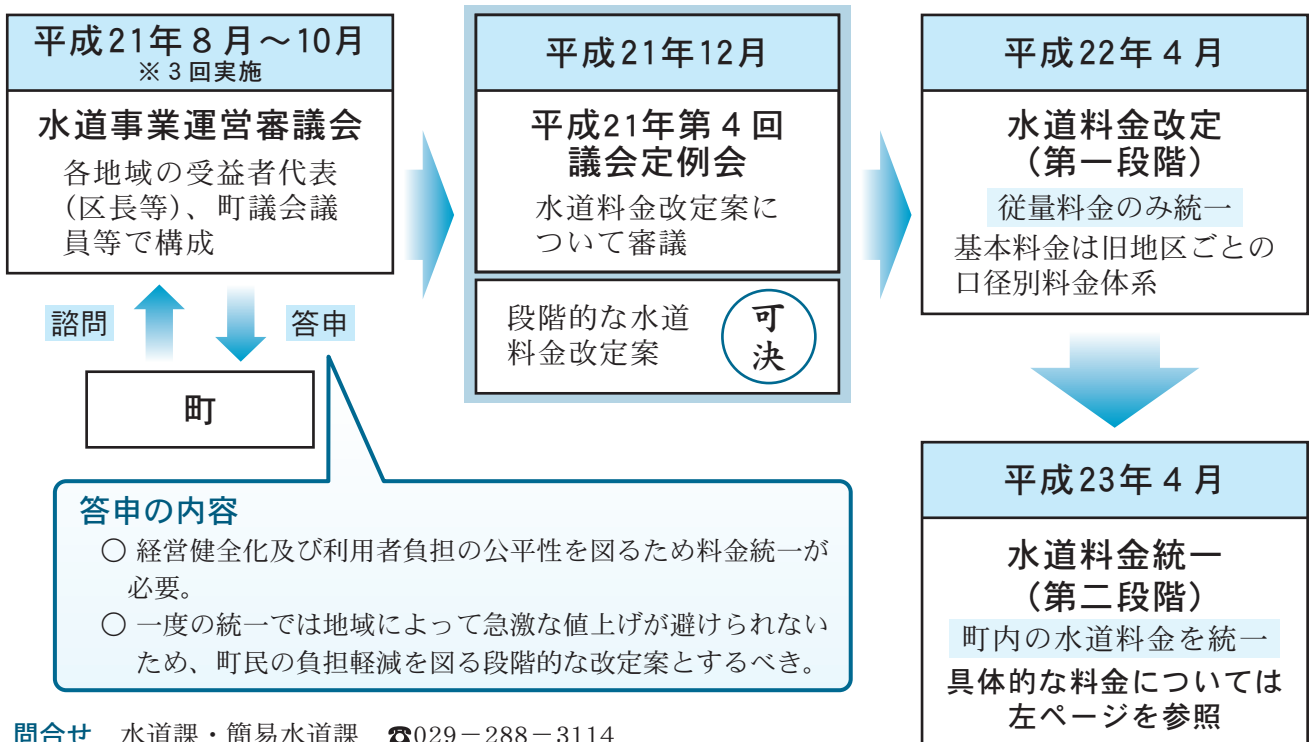 平成21年８月～10月
※３回実施
水道事業運営審議会
各地域の受益者代表
(区長等)、町議会議
員等で構成
諮問
答申
町
平成21年12月
平成21年第４回
議会定例会
水道料金改定案に
ついて審議
段階的な水道
料金改定案
可
決
平成22年４月
水道料金改定
（第一段階）
従量料金のみ統一
基本料金は旧地区ごとの
口径別料金体系
平成23年４月
水道料金統一
（第二段階）
町内の水道料金を統一
具体的な料金については
左ページを参照
答申の内容
○ 経営健全化及び利用者負担の公平性を図るため料金統一が
必要。
○ 一度の統一では地域によって急激な値上げが避けられない
ため、町民の負担軽減を図る段階的な改定案とするべき。
問合せ　水道課・簡易水道課　☎029－288－3114